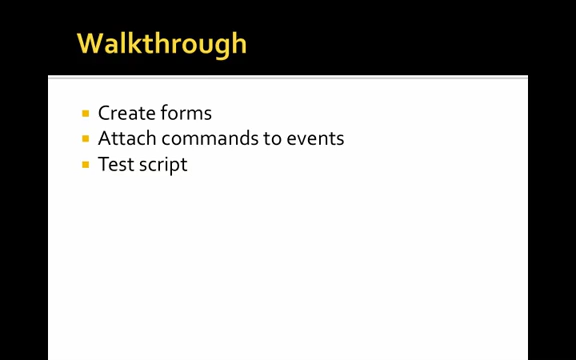 Walkthrough
Create forms
Attach commands to events
Test script